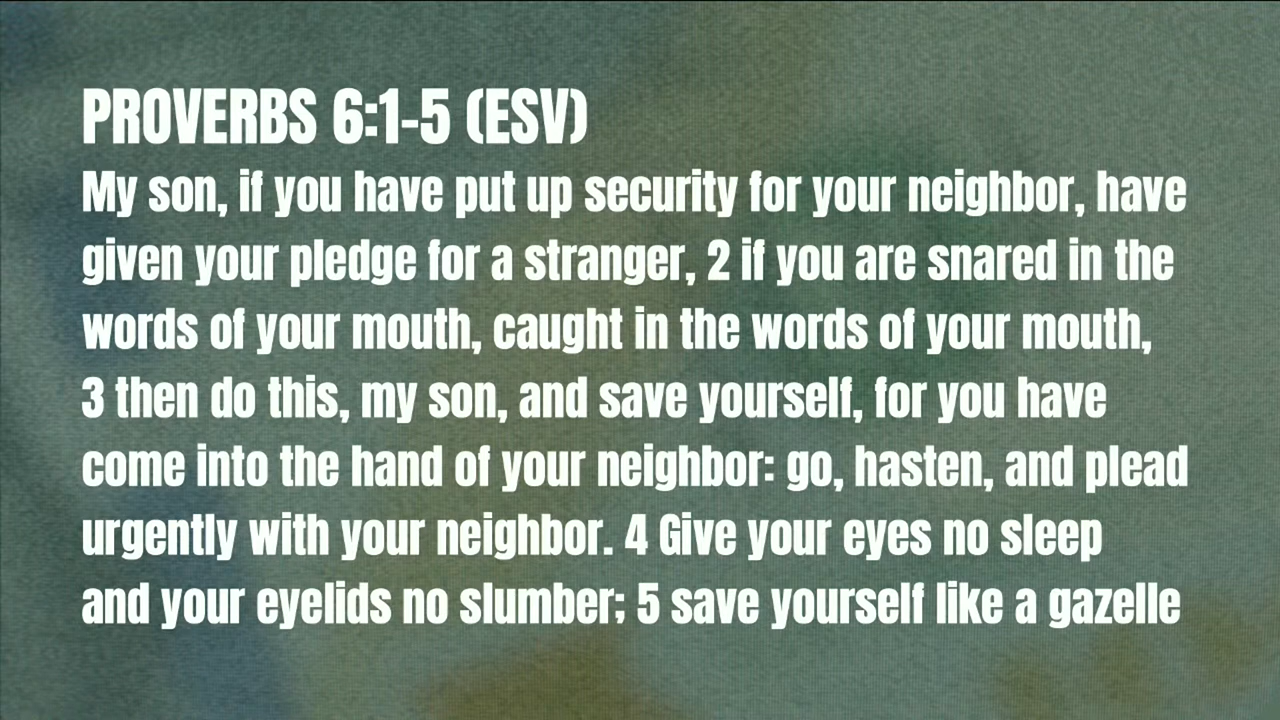 PROVERBS 6:1-5 (ESV)
My son, if you have put up security for your neighbor, have
given your pledge for a stranger, 2 if you are snared in the
words of your mouth, caught in the words of your mouth,
3 then do this, my son, and save yourself, for you have
come into the hand of your neighbor: go, hasten, and plead
urgently with your neighbor. 4 Give your eyes no sleep
and your eyelids no slumber; 5 save yourself like a gazelle